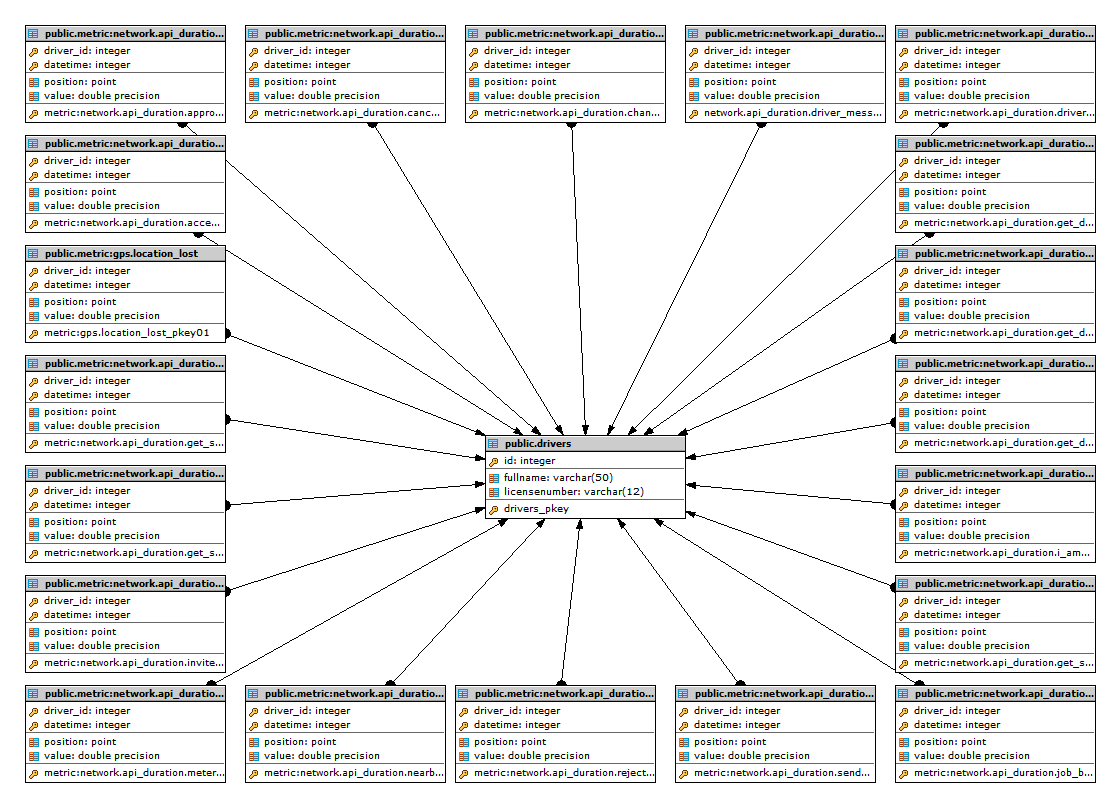 public.metric:network.api_duratio...
driver_id: integer
datetime: integer
position: point
value: double precision
metric:network.api_duration.appro...
public.metric:network.api_duratio...
driver_id: integer
datetime: integer
position: point
value: double precision
metric:network.api_duration.canc...
public.metric:network.api_duratio...
driver_id: integer
datetime: integer
position: point
value: double precision
metric:network.api_duration.chan...
public.metric:network.api_duratio...
driver_id: integer
datetime: integer
position: point
value: double precision
network.api_duration.driver_mess...
public.metric:network.api_duratio...
driver_id: integer
datetime: integer
position: point
value: double precision
metric:network.api_duration.driver...
public.metric:network.api_duratio...
driver_id: integer
datetime: integer
position: point
value: double precision
metric:network.api_duration.acce...
public.metric:network.api_duratio...
driver_id: integer
datetime: integer
position: point
value: double precision
metric:network.api_duration.get_d...
public.metric:gps.location_lost
driver_id: integer
datetime: integer
position: point
value: double precision
metric:gps.location_lost_pkey01
public.metric:network.api_duratio...
driver_id: integer
datetime: integer
position: point
value: double precision
metric:network.api_duration.get_d...
public.metric:network.api_duratio...
driver_id: integer
datetime: integer
position: point
value: double precision
metric:network.api_duration.get_s...
public.metric:network.api_duratio...
driver_id: integer
datetime: integer
position: point
value: double precision
metric:network.api_duration.get_d...
public.drivers
id: integer
fullname: varchar(50)
licensenumber: varchar(12)
drivers_pkey
public.metric:network.api_duratio...
driver_id: integer
datetime: integer
position: point
value: double precision
metric:network.api_duration.get_s...
public.metric:network.api_duratio...
driver_id: integer
datetime: integer
position: point
value: double precision
metric:network.api_duration.i_am...
public.metric:network.api_duratio...
driver_id: integer
datetime: integer
position: point
value: double precision
metric:network.api_duration.invite...
public.metric:network.api_duratio...
driver_id: integer
datetime: integer
position: point
value: double precision
metric:network.api_duration.get_s...
public.metric:network.api_duratio...
driver_id: integer
datetime: integer
position: point
value: double precision
metric:network.api_duration.meter...
public.metric:network.api_duratio...
driver_id: integer
datetime: integer
position: point
value: double precision
metric:network.api_duration.nearb...
public.metric:network.api_duratio...
driver_id: integer
datetime: integer
position: point
value: double precision
metric:network.api_duration.reject...
public.metric:network.api_duratio...
driver_id: integer
datetime: integer
position: point
value: double precision
metric:network.api_duration.send...
public.metric:network.api_duratio...
driver_id: integer
datetime: integer
position: point
value: double precision
metric:network.api_duration.job_b...